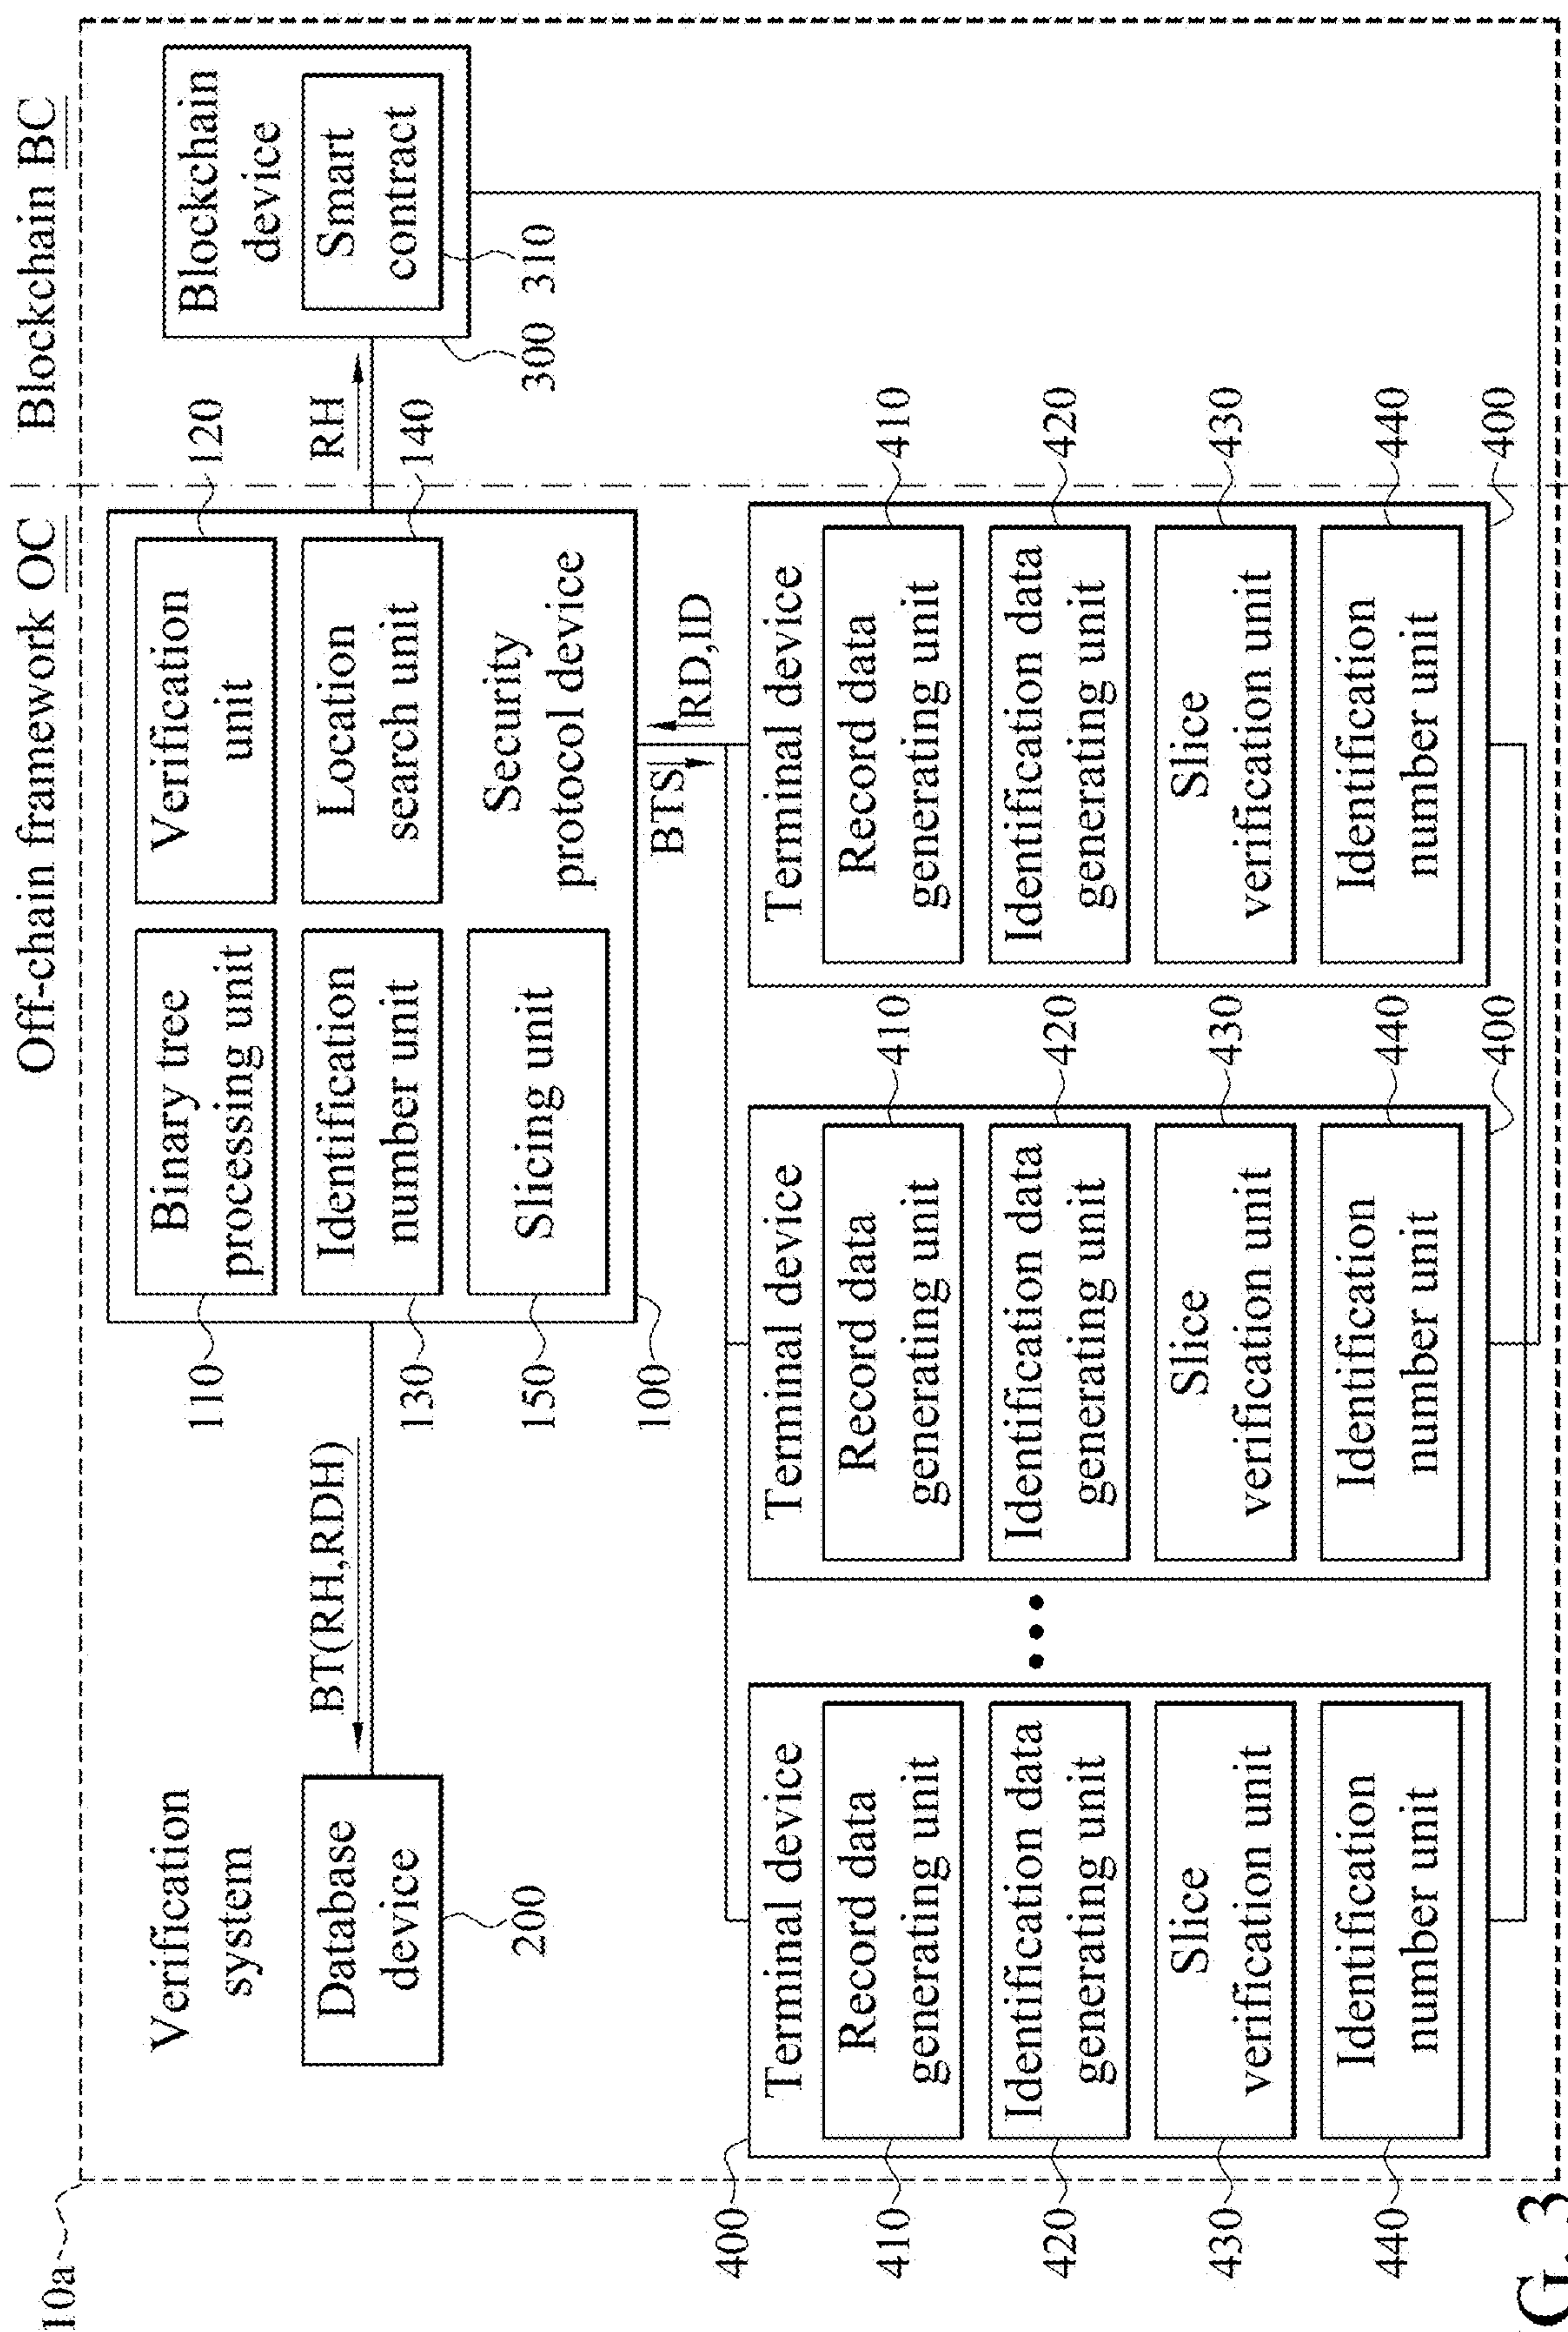 10a
Off-chain framework OC
Blockchain BC
Verification
system
Database
device
200
BT(RH,RDH)
110
130
150
100
Binary tree
processing unit
Verification
unit
Identification
number unit
Location
search unit
Slicing unit
Security
protocol device
120
140
RH
Blockchain
device
Smart
contract
300
310
BTS
RD,ID
400
410
420
430
440
Terminal device
Record data
generating unit
Identification data
generating unit
Slice
verification unit
Identification
number unit
Terminal device
Record data
generating unit
Identification data
generating unit
Slice
verification unit
Identification
number unit
410
420
430
440
400
Terminal device
Record data
generating unit
Identification data
generating unit
Slice
verification unit
Identification
number unit
410
420
430
440
400
G. 3